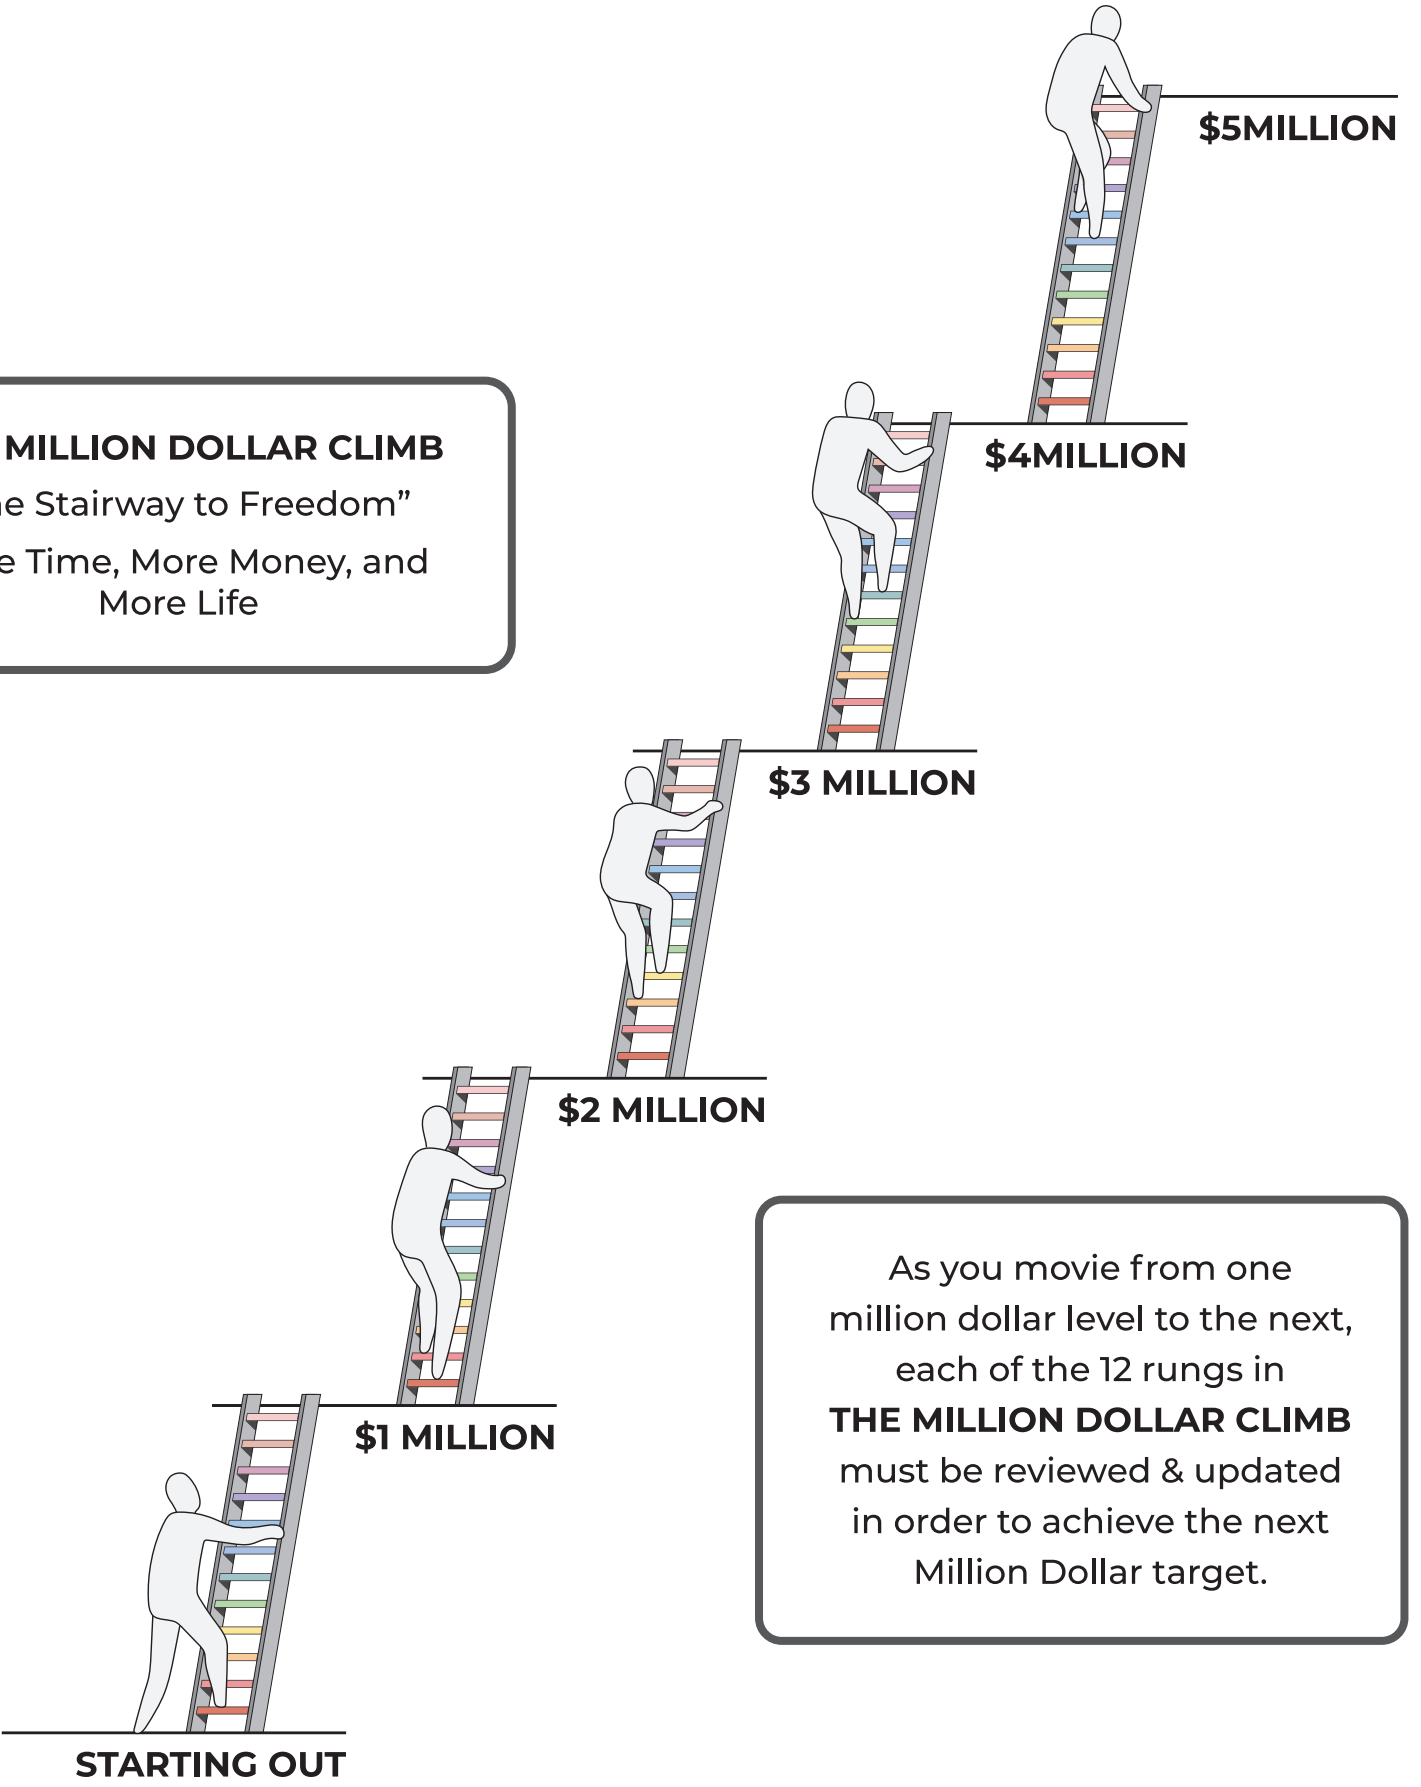 $5MILLION
MILLION DOLLAR CLIMB
e Stairway to Freedom”
e Time, More Money, and
More Life
$4MILLION
$3 MILLION
$2 MILLION
As you movie from one
million dollar level to the next,
each of the 12 rungs in
THE MILLION DOLLAR CLIMB
must be reviewed & updated
in order to achieve the next
Million Dollar target.
$1 MILLION
STARTING OUT